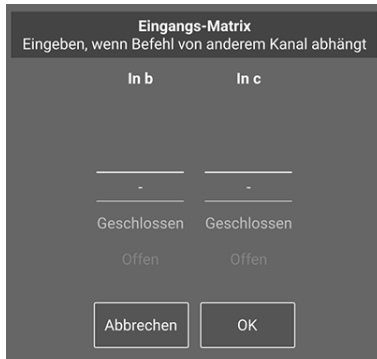 Eingangs-Matrix
Eingeben, wenn Befehl von anderem Kanal abhängt
In b In c
- -
Geschlossen Geschlossen
Offen Offen
Abbrechen OK